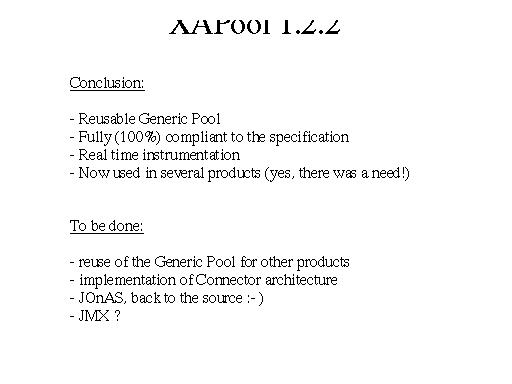 XAPool 1.2.2
Conclusion:
- Reusable Generic Pool
- Fully (100%) compliant to the specification
- Real time instrumentation
- Now used in several products (yes, there was a need!)
To be done:
- reuse of the Generic Pool for other products
- implementation of Connector architecture
- JOnAS, back to the source :- )
- JMX ?